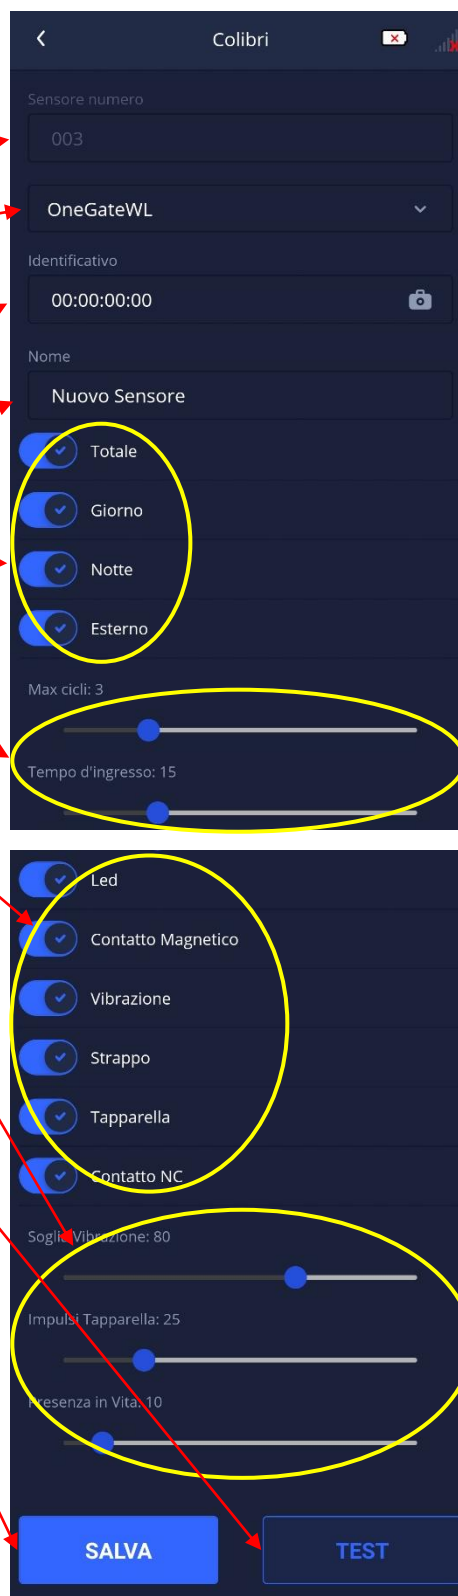 Colibri
Sensore numero
003
OneGateWL
Identificativo
00:00:00:00
Nome
Nuovo Sensore
Totale
Giorno
Notte
Esterno
Max cicli: 3
Tempo d'ingresso: 15
Led
Contatto Magnetico
Vibrazione
Strappo
Tapparella
Contatto NC
Soglia Vibrazione: 80
Impulsi Tapparella: 25
Presenza in Vita: 10
SALVA TEST